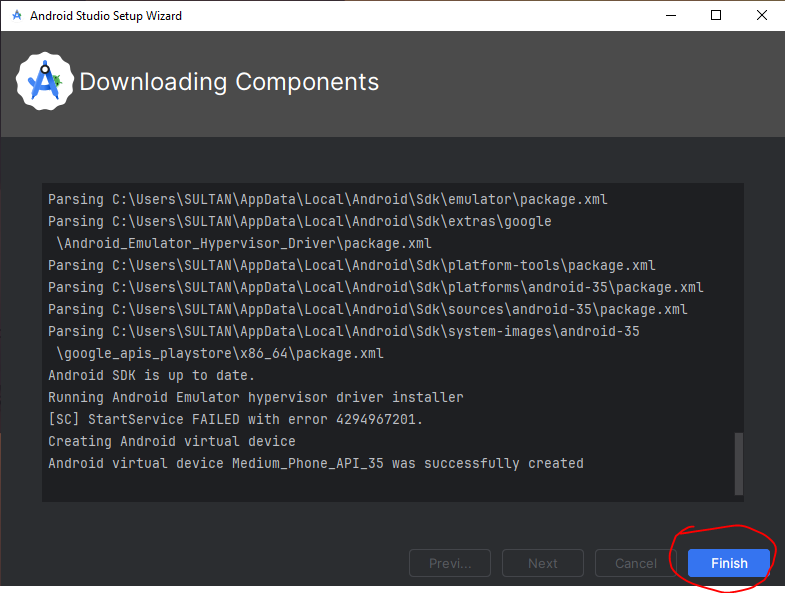 Android Studio Setup Wizard
Downloading Components
Parsing C:\Users\SULTAN\AppData\Local\Android\Sdk\emulator\package.xml
Parsing C:\Users\SULTAN\AppData\Local\Android\Sdk\extras\google
\Android_Emulator_Hypervisor_Driver\package.xml
Parsing C:\Users\SULTAN\AppData\Local\Android\Sdk\platform-tools\package.xml
Parsing C:\Users\SULTAN\AppData\Local\Android\Sdk\platforms\android-35\package.xml
Parsing C:\Users\SULTAN\AppData\Local\Android\Sdk\sources\android-35\package.xml
Parsing C:\Users\SULTAN\AppData\Local\Android\Sdk\system-images\android-35
\google_apis_playstore\x86_64\package.xml
Android SDK is up to date.
Running Android Emulator hypervisor driver installer
[SC] StartService FAILED with error 4294967201.
Creating Android virtual device
Android virtual device Medium_Phone_API_35 was successfully created
Previ... Next Cancel Finish